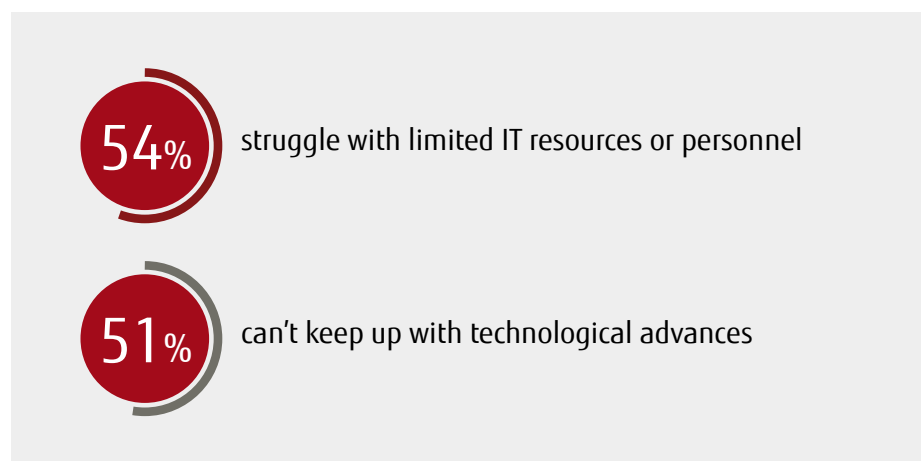 54%
struggle with limited IT resources or personnel
51%
can't keep up with technological advances